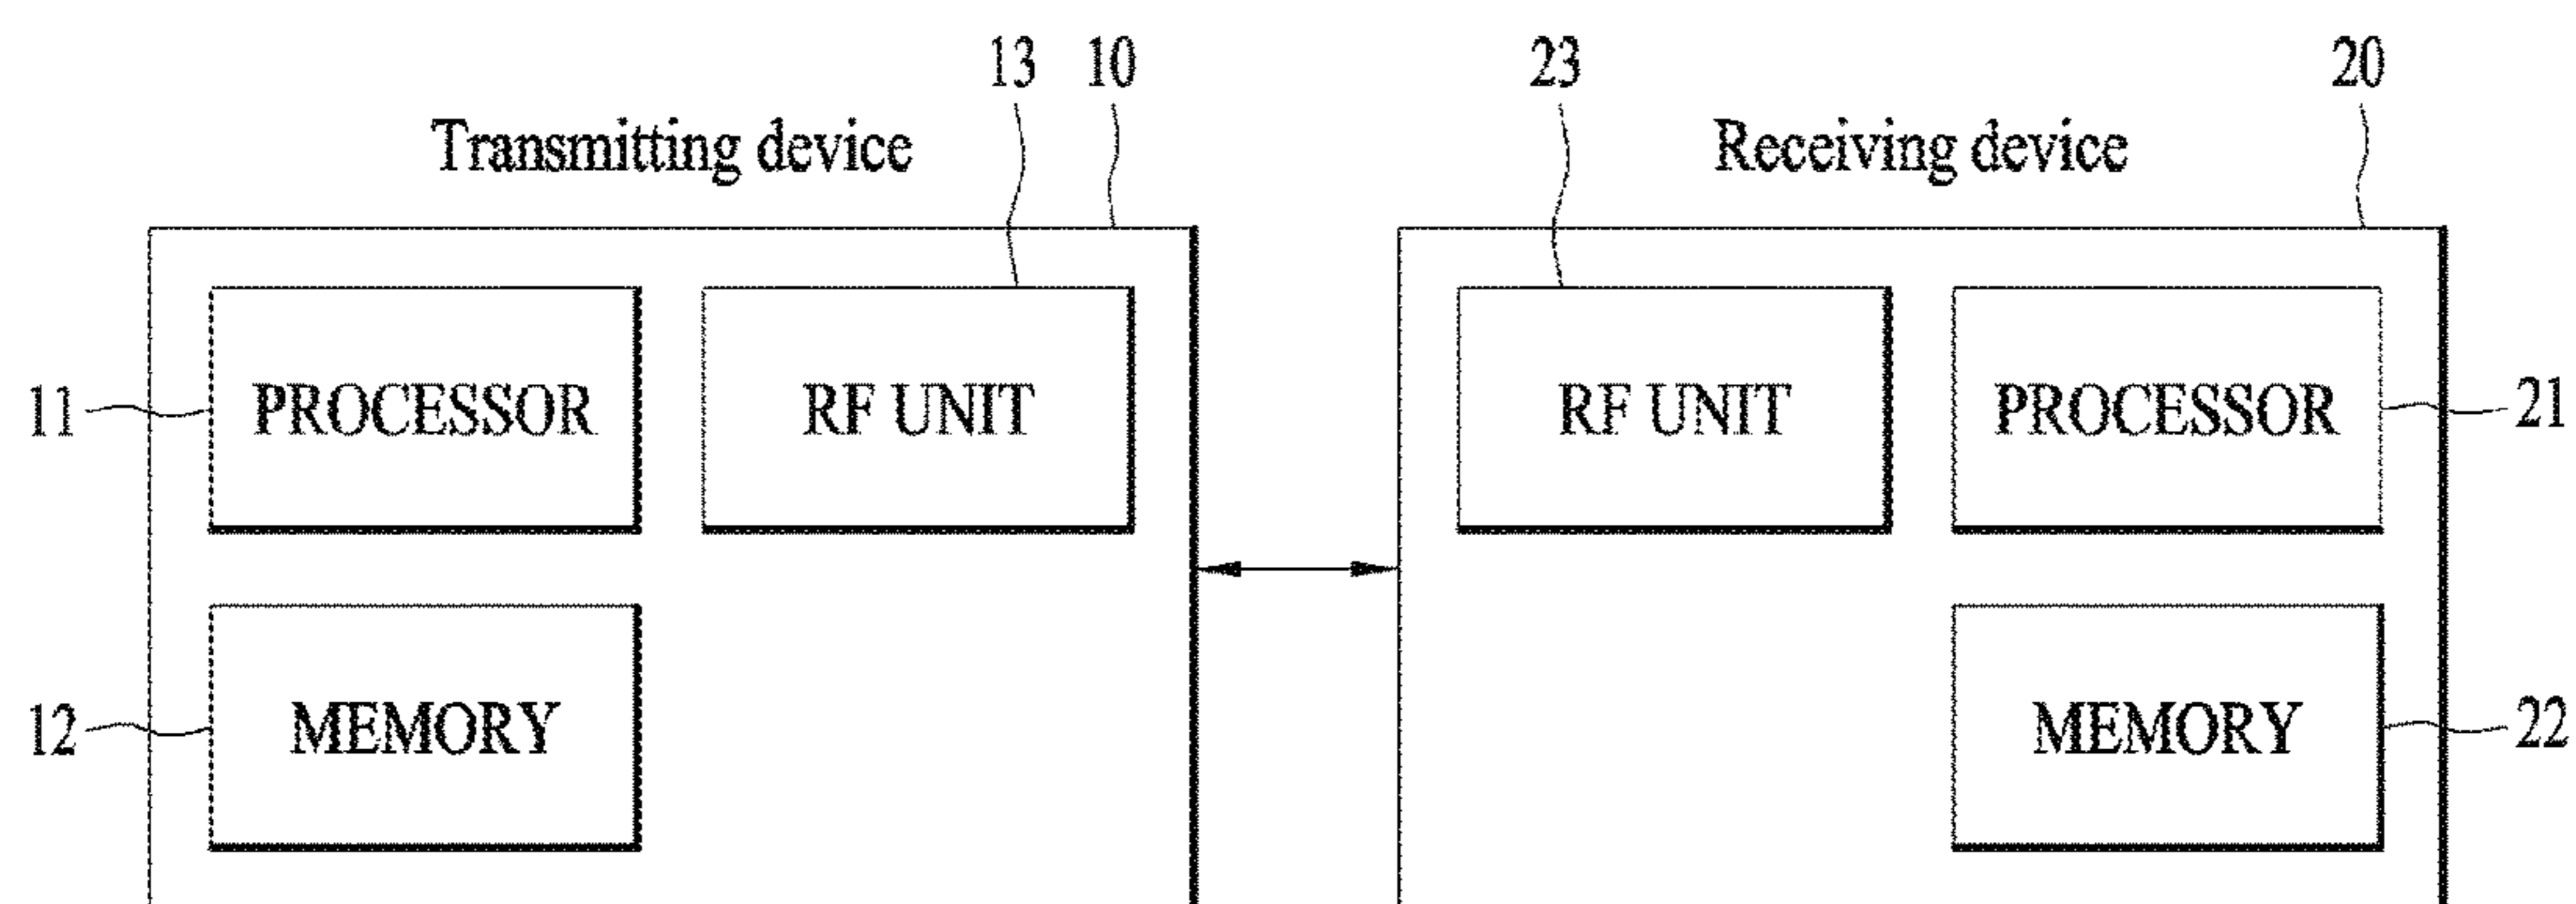 13 10 23 20
Transmitting device Receiving device
11 PROCESSOR RF UNIT RF UNIT PROCESSOR 21
12 MEMORY MEMORY 22